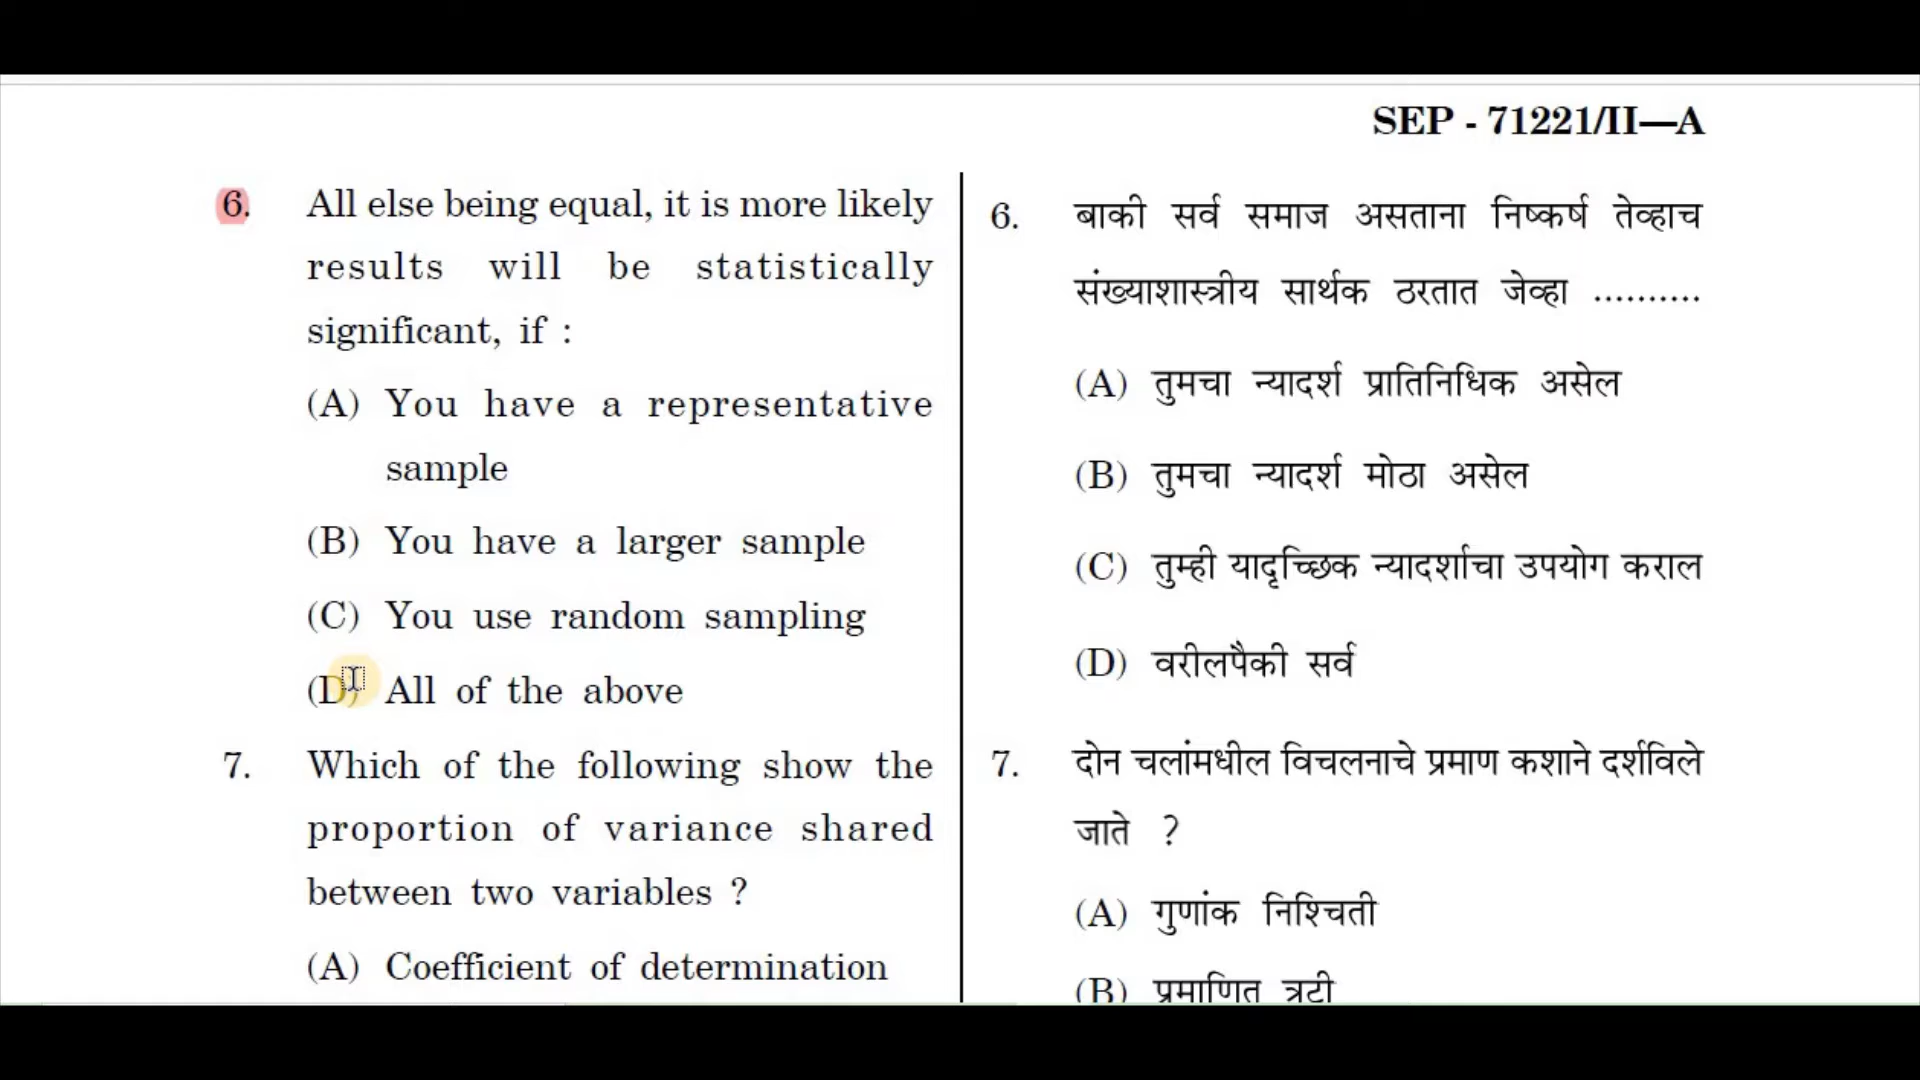 SEP - 71221/II—A
6. All else being equal, it is more likely
results will be statistically
significant, if :
(A) You have a representative
sample
(B) You have a larger sample
(C) You use random sampling
(D) All of the above
7. Which of the following show the
proportion of variance shared
between two variables ?
(A) Coefficient of determination
6. बाकी सर्व समाज असताना निष्कर्ष तेव्हाच
संख्याशास्त्रीय सार्थक ठरतात जेव्हा ..........
(A) तुमचा न्यादर्श प्रातिनिधिक असेल
(B) तुमचा न्यादर्श मोठा असेल
(C) तुम्ही यादृच्छिक न्यादर्शाचा उपयोग कराल
(D) वरीलपैकी सर्व
7. दोन चलांमधील विचलनाचे प्रमाण कशाने दर्शविले
जाते ?
(A) गुणांक निश्चिती
(B) प्रमाणित त्रुटी